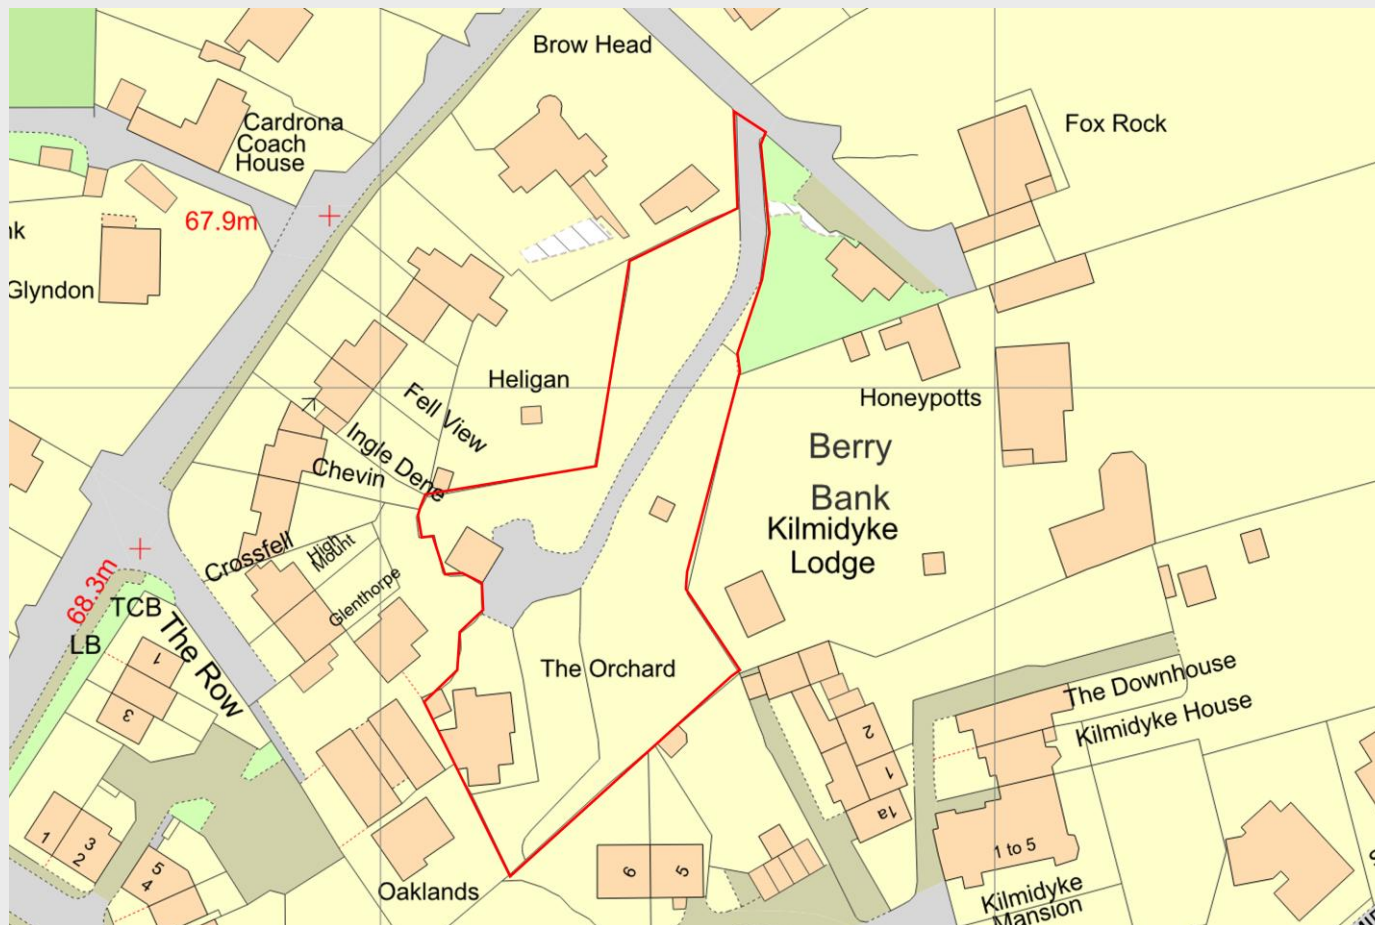 Brow Head
Cardrona
Coach
House
Fox Rock
67.9m
nk
Glyndon
Heligan
Fell View
Honeypotts
Ingle Dene
Chevin
Berry
Bank
Kilmidyke
Lodge
Crossfell
High
Mount
Glenthorpe
68.3m
TCB
LB
The Row
1
3
The Orchard
The Downhouse
Kilmidyke House
2
1
1a
1
3
2
5
4
Oaklands
6
5
1 to 5
Kilmidyke
Mansion